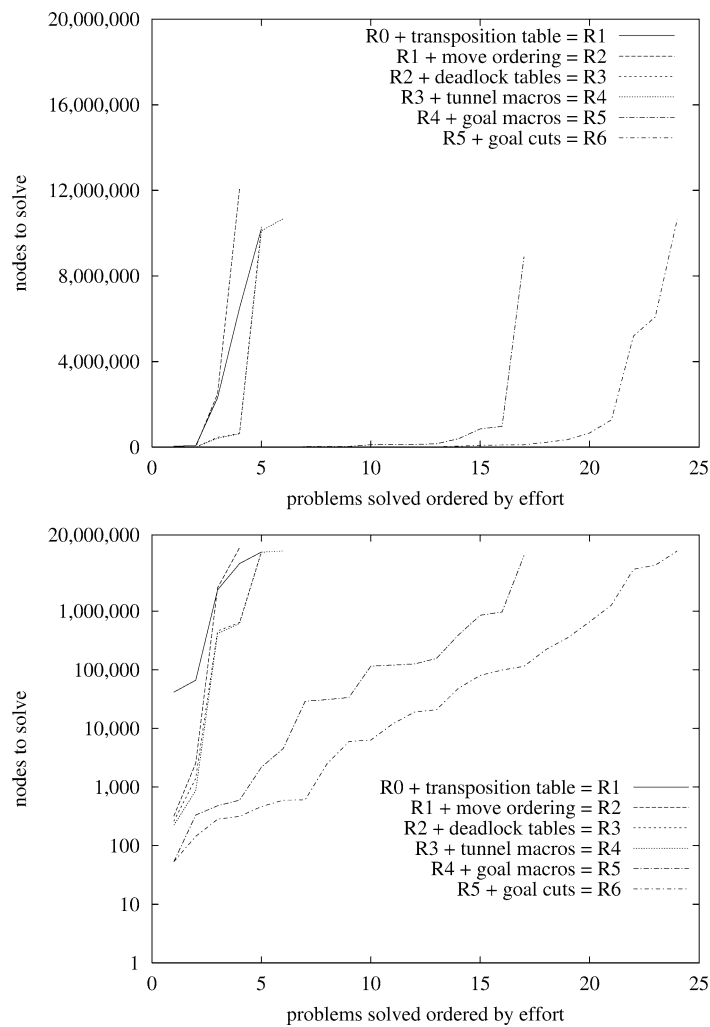 20,000,000
R0 + transposition table = R1
R1 + move ordering = R2
R2 + deadlock tables = R3
16,000,000
R3 + tunnel macros = R4
R4 + goal macros = R5
R5 + goal cuts = R6
12,000,000
nodes to solve
8,000,000
4,000,000
0
0 5 10 15 20 25
problems solved ordered by effort
20,000,000
1,000,000
100,000
nodes to solve
10,000
1,000
R0 + transposition table = R1
R1 + move ordering = R2
R2 + deadlock tables = R3
100
R3 + tunnel macros = R4
R4 + goal macros = R5
R5 + goal cuts = R6
10
1
0 5 10 15 20 25
problems solved ordered by effort